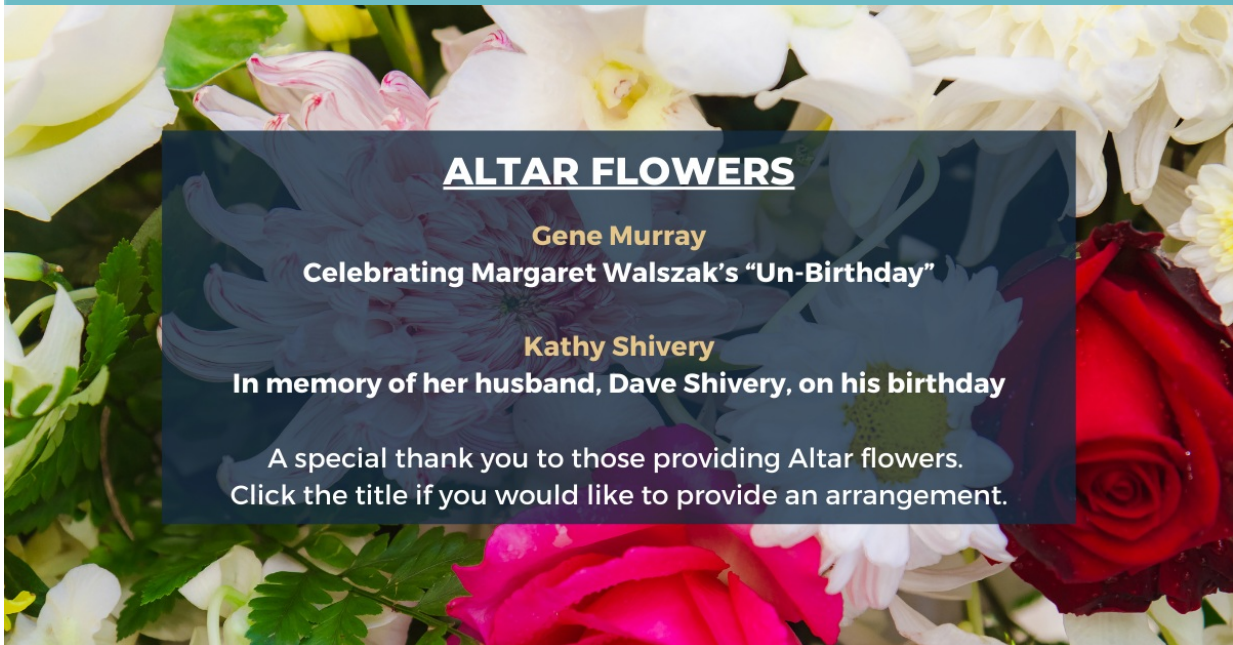 ALTAR FLOWERS
Gene Murray
Celebrating Margaret Walszak’s “Un-Birthday”
Kathy Shivery
In memory of her husband, Dave Shivery, on his birthday
A special thank you to those providing Altar flowers.
Click the title if you would like to provide an arrangement.